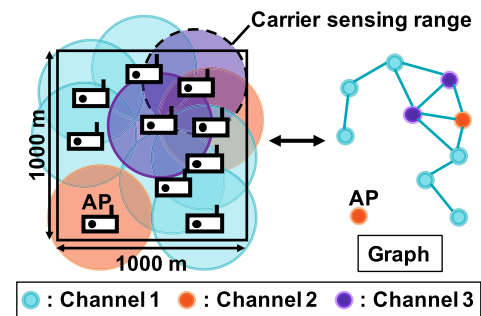 Carrier sensing range
1000 m
AP
1000 m
AP
Graph
: Channel 1
: Channel 2
: Channel 3